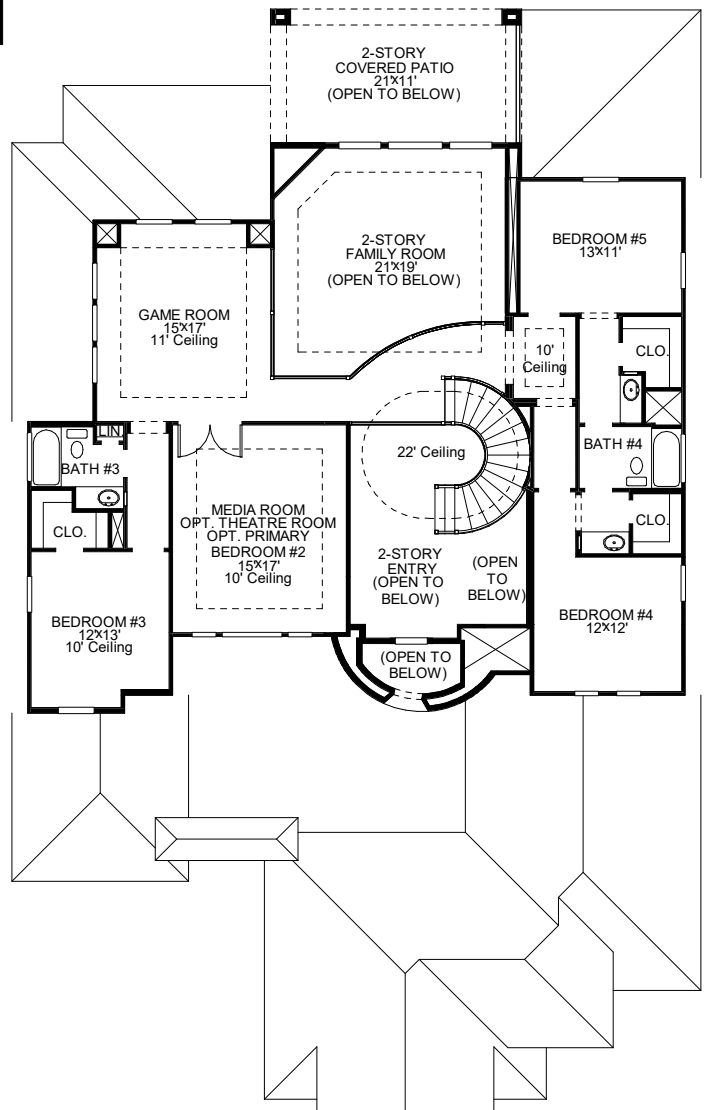 2-STORY
COVERED PATIO
21'X11'
(OPEN TO BELOW)
2-STORY
FAMILY ROOM
21'X19'
(OPEN TO BELOW)
BEDROOM #5
13'X11'
GAME ROOM
15'X17'
11' Ceiling
10'
Ceiling
CLO.
LIN.
BATH #3
22' Ceiling
BATH #4
CLO.
MEDIA ROOM
OPT. THEATRE ROOM
OPT. PRIMARY
BEDROOM #2
15'X17'
10' Ceiling
CLO.
2-STORY
ENTRY
(OPEN TO
BELOW)
(OPEN
TO
BELOW)
BEDROOM #3
12'X13'
10' Ceiling
BEDROOM #4
12'X12'
(OPEN TO
BELOW)